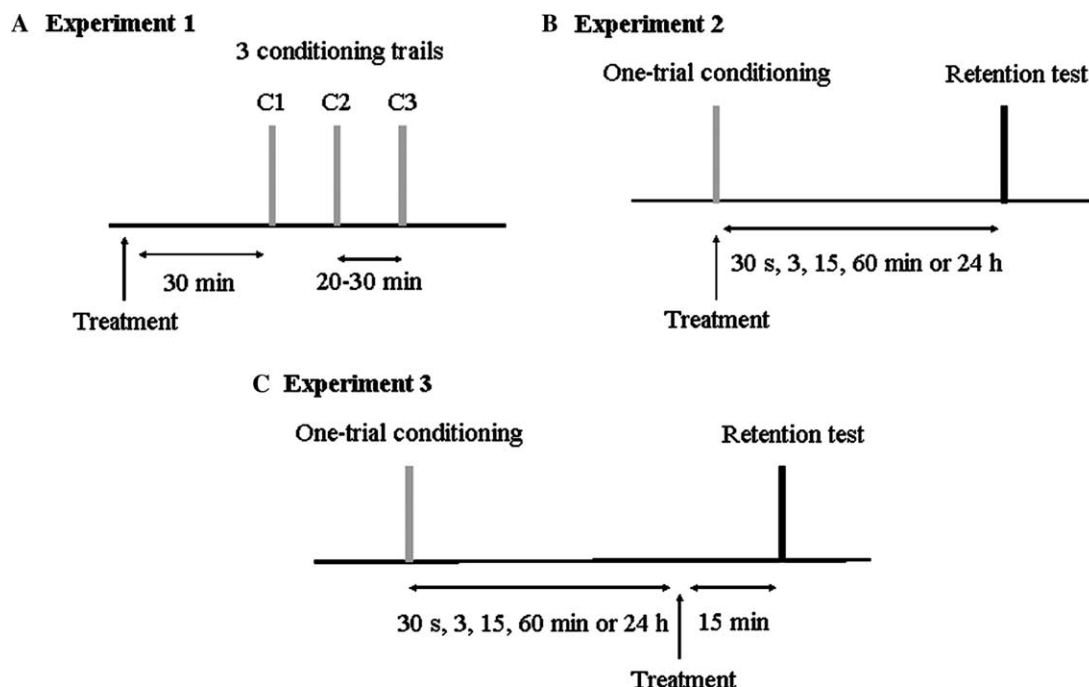 A Experiment 1
3 conditioning trails
C1 C2 C3
30 min
20-30 min
Treatment
B Experiment 2
One-trial conditioning Retention test
30 s, 3, 15, 60 min or 24 h
Treatment
C Experiment 3
One-trial conditioning Retention test
30 s, 3, 15, 60 min or 24 h 15 min
Treatment